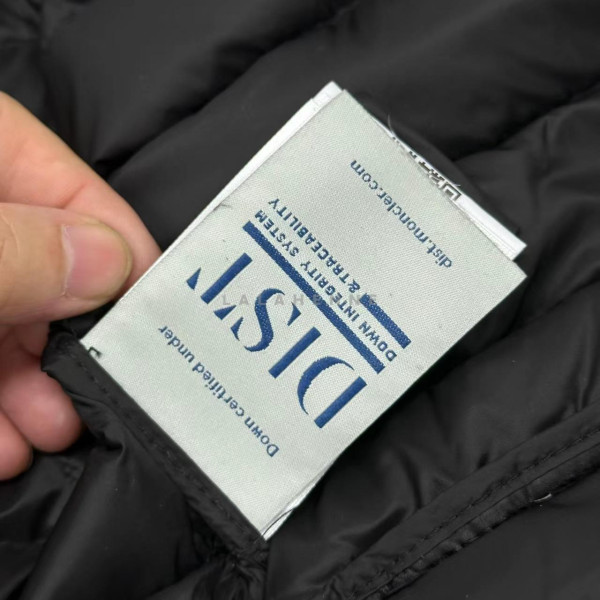 Down certified under
DIST
DOWN INTEGRITY SYSTEM
& TRACEABILITY
dist.moncler.com